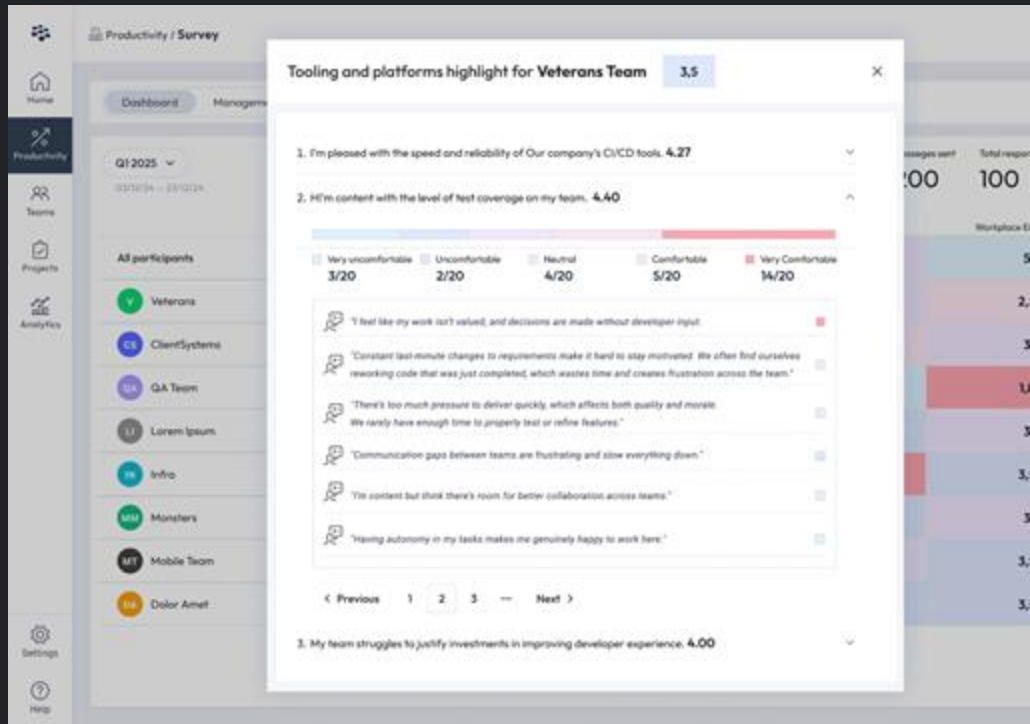 Productivity / Survey
Home
Productivity
Teams
Projects
Analytics
Settings
Help
Dashboard
Q1 2025
All participants
Veterans
ClientSystems
QA Team
Lorem Ipsum
Infra
Monsters
Mobile Team
Dolor Amet
Tooling and platforms highlight for Veterans Team 3,5
1. I'm pleased with the speed and reliability of Our company's CI/CD tools. 4.27
2. HI'm content with the level of test coverage on my team. 4.40
Very uncomfortable Uncomfortable Neutral Comfortable Very Comfortable
3/20 2/20 4/20 5/20 14/20
"I feel like my work isn't valued, and decisions are made without developer input.
"Constant last-minute changes to requirements make it hard to stay motivated. We often find ourselves
reworking code that was just completed, which wastes time and creates frustration across the team."
"There's too much pressure to deliver quickly, which affects both quality and morale.
We rarely have enough time to properly test or refine features."
"Communication gaps between teams are frustrating and slow everything down."
"I'm content but think there's room for better collaboration across teams."
"Having autonomy in my tasks makes me genuinely happy to work here."
Previous 1 2 3 Next
3. My team struggles to justify investments in improving developer experience. 4.00
Total
100
Workplace